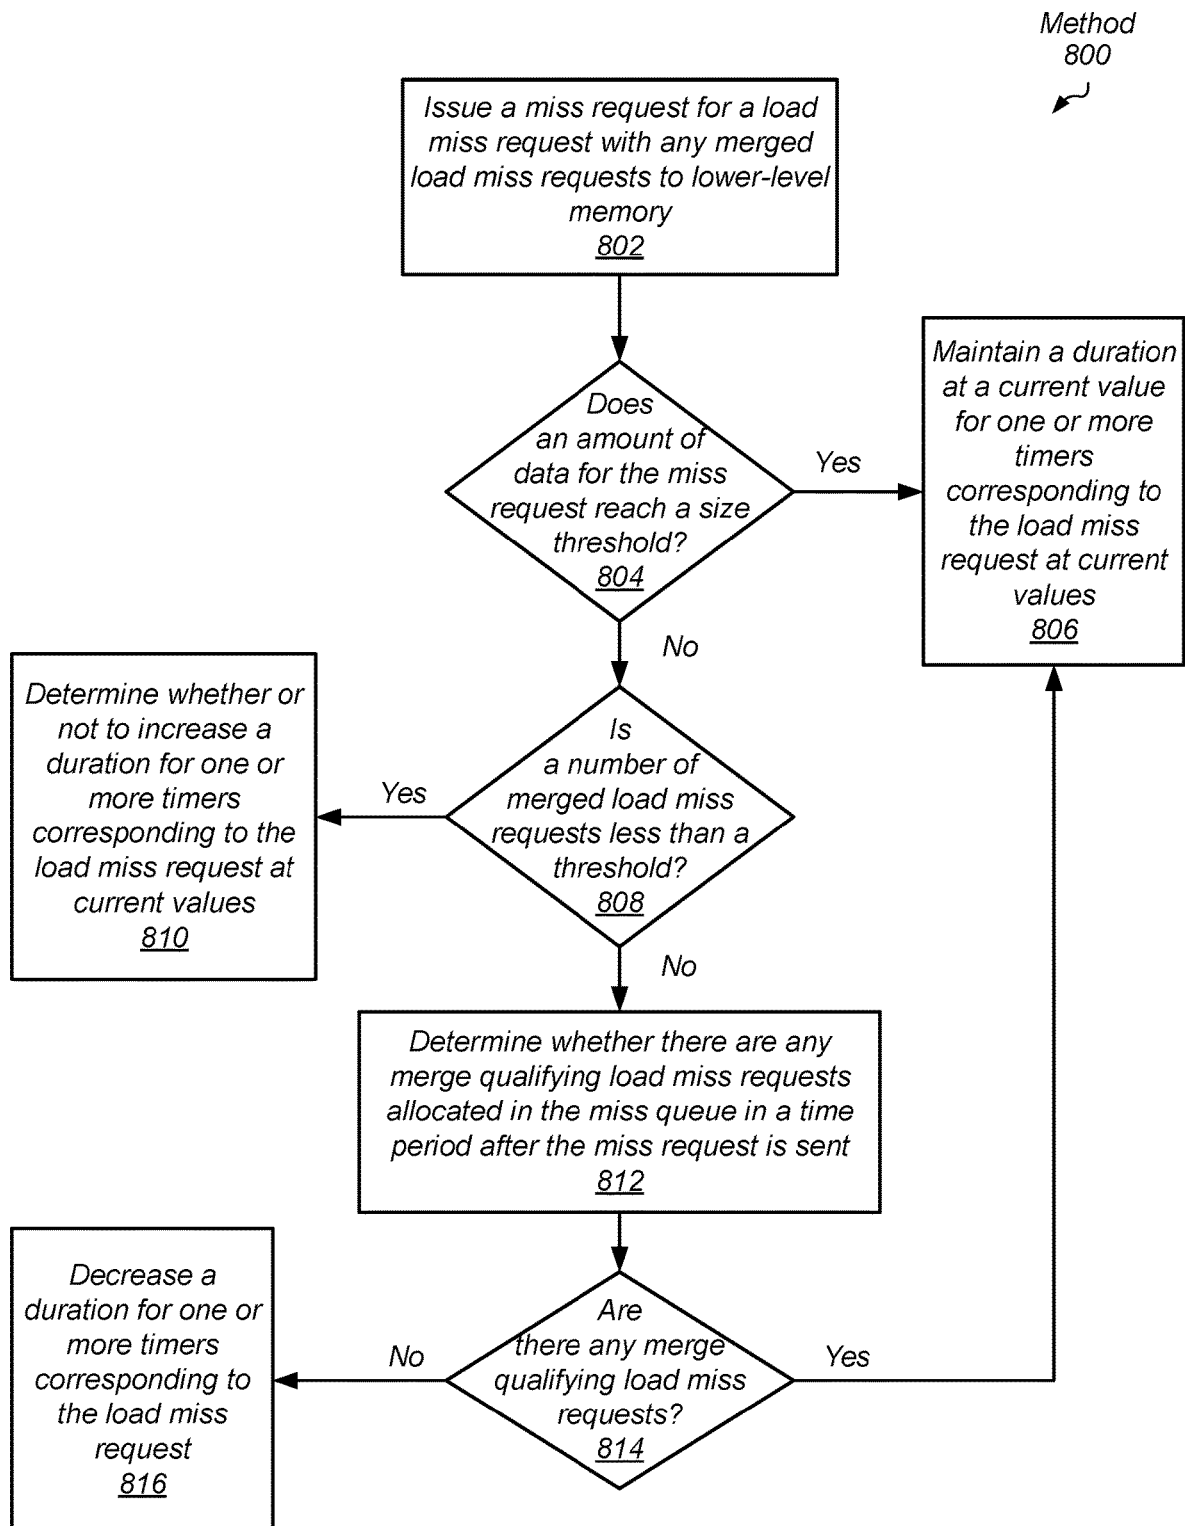 Method
800
Issue a miss request for a load
miss request with any merged
load miss requests to lower-level
memory
802
Does
an amount of
data for the miss
request reach a size
threshold?
804
Yes
Maintain a duration
at a current value
for one or more
timers
corresponding to
the load miss
request at current
values
806
No
Is
a number of
merged load miss
requests less than a
threshold?
808
Yes
Determine whether or
not to increase a
duration for one or
more timers
corresponding to the
load miss request at
current values
810
No
Determine whether there are any
merge qualifying load miss requests
allocated in the miss queue in a time
period after the miss request is sent
812
Are
there any merge
qualifying load miss
requests?
814
No
Yes
Decrease a
duration for one or
more timers
corresponding to
the load miss
request
816